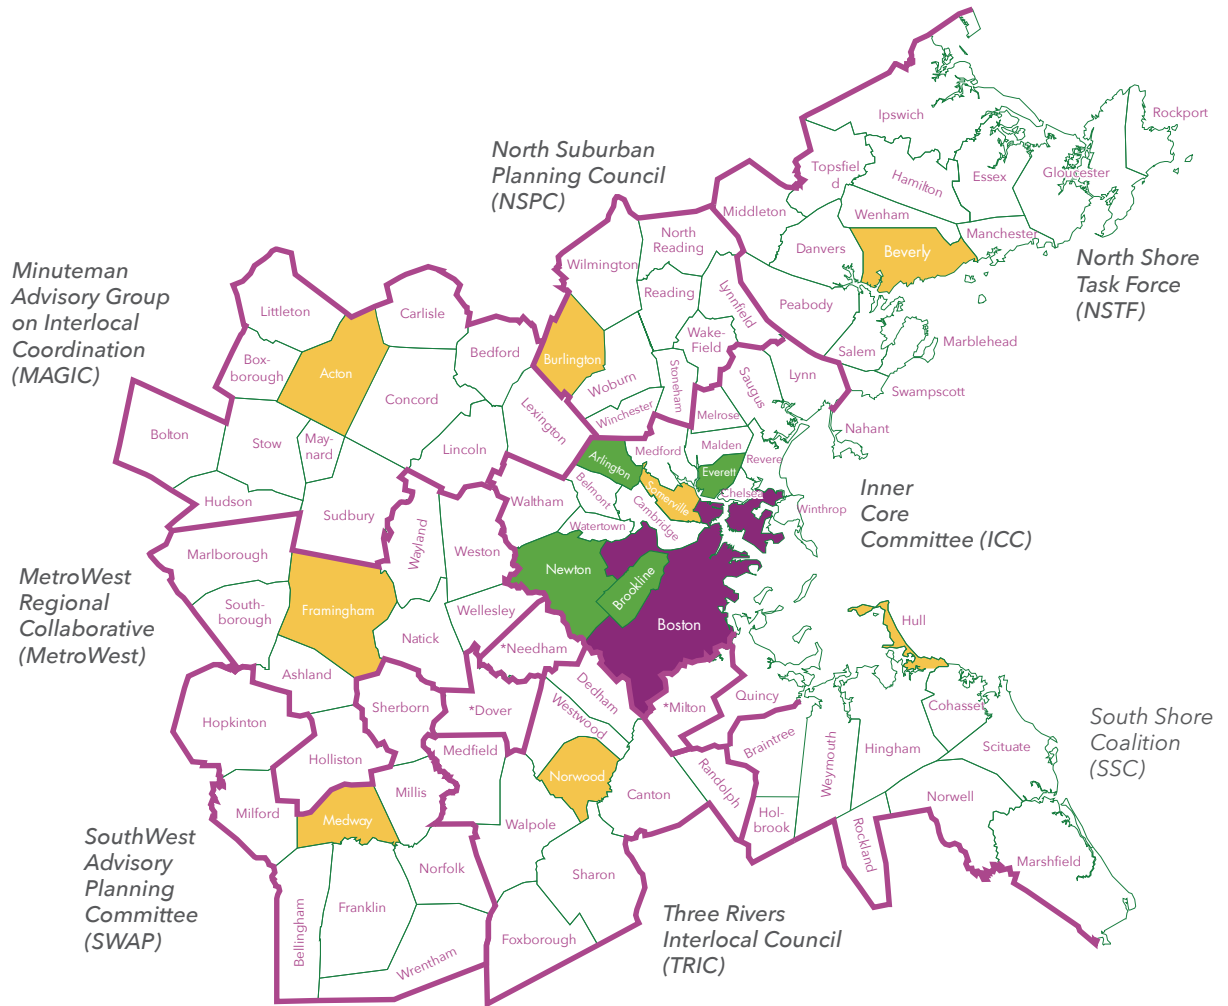 Ipswich
Rockport
North Suburban
Planning Council
(NSPC)
Topsfiel
d
Hamilton
Essex
Gloucester
Middleton
Wenham
Manchester
North
Reading
Danvers
Beverly
North Shore
Task Force
(NSTF)
Minuteman
Advisory Group
on Interlocal
Coordination
(MAGIC)
Wilmington
Reading
Lynnfield
Peabody
Littleton
Carlisle
Wake-
Field
Marblehead
Salem
Bedford
Burlington
Box-
borough
Acton
Woburn
Stoneham
Saugus
Lynn
Swampscott
Concord
Lexington
Winchester
Melrose
Nahant
Bolton
Stow
May-
nard
Lincoln
Medford
Malden
Arlington
Revere
Everett
Hudson
Sudbury
Waltham
Belmont
Somerville
Chelsea
Cambridge
Winthrop
Inner
Core
Committee (ICC)
Watertown
Marlborough
Wayland
Weston
Newton
Brookline
MetroWest
Regional
Collaborative
(MetroWest)
South-
borough
Framingham
Wellesley
Natick
*Needham
Boston
Hull
Ashland
Dedham
Hopkinton
Sherborn
*Dover
Westwood
*Milton
Quincy
Cohasset
South Shore
Coalition
(SSC)
Medfield
Braintree
Weymouth
Hingham
Scituate
Holliston
Norwood
Randolph
Milford
Millis
Canton
Norwell
Medway
Walpole
Hol-
brook
Rockland
SouthWest
Advisory
Planning
Committee
(SWAP)
Norfolk
Sharon
Marshfield
Franklin
Bellingham
Foxborough
Wrentham
Three Rivers
Interlocal Council
(TRIC)